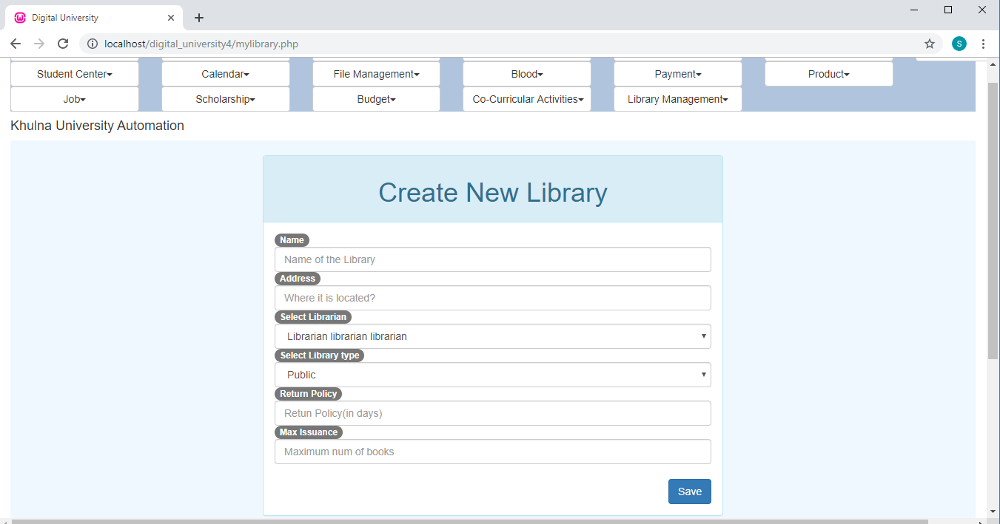 Digital University
localhost/digital_university4/mylibrary.php
S
Student Center Calendar File Management Blood Payment Product
Job Scholarship Budget Co-Curricular Activities Library Management
Khulna University Automation
Create New Library
Name
Name of the Library
Address
Where it is located?
Select Librarian
Librarian librarian librarian
Select Library type
Public
Return Policy
Retun Policy(in days)
Max Issuance
Maximum num of books
Save